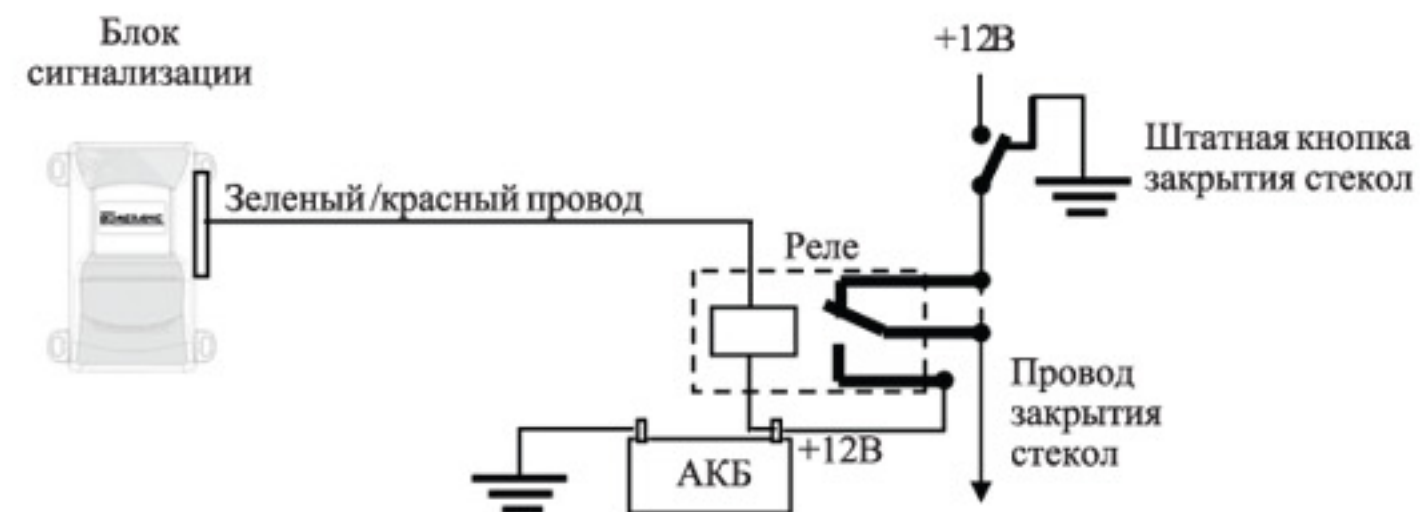 Блок
сигнализации
+12В
Штатная кнопка
закрытия стекол
Зеленый/красный провод
Реле
Провод
закрытия
стекол
+12В
АКБ